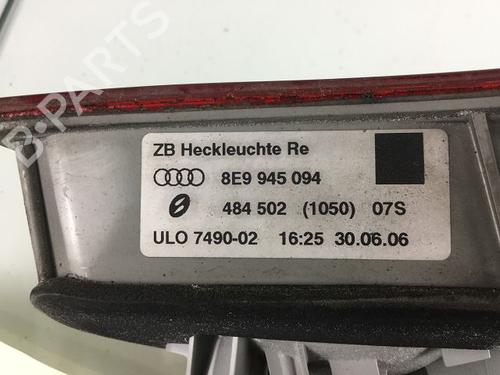 B-PARTS
ZB Heckleuchte Re
8E9 945 094
484 502 (1050) 07S
ULO 7490-02 16:25 30.06.06